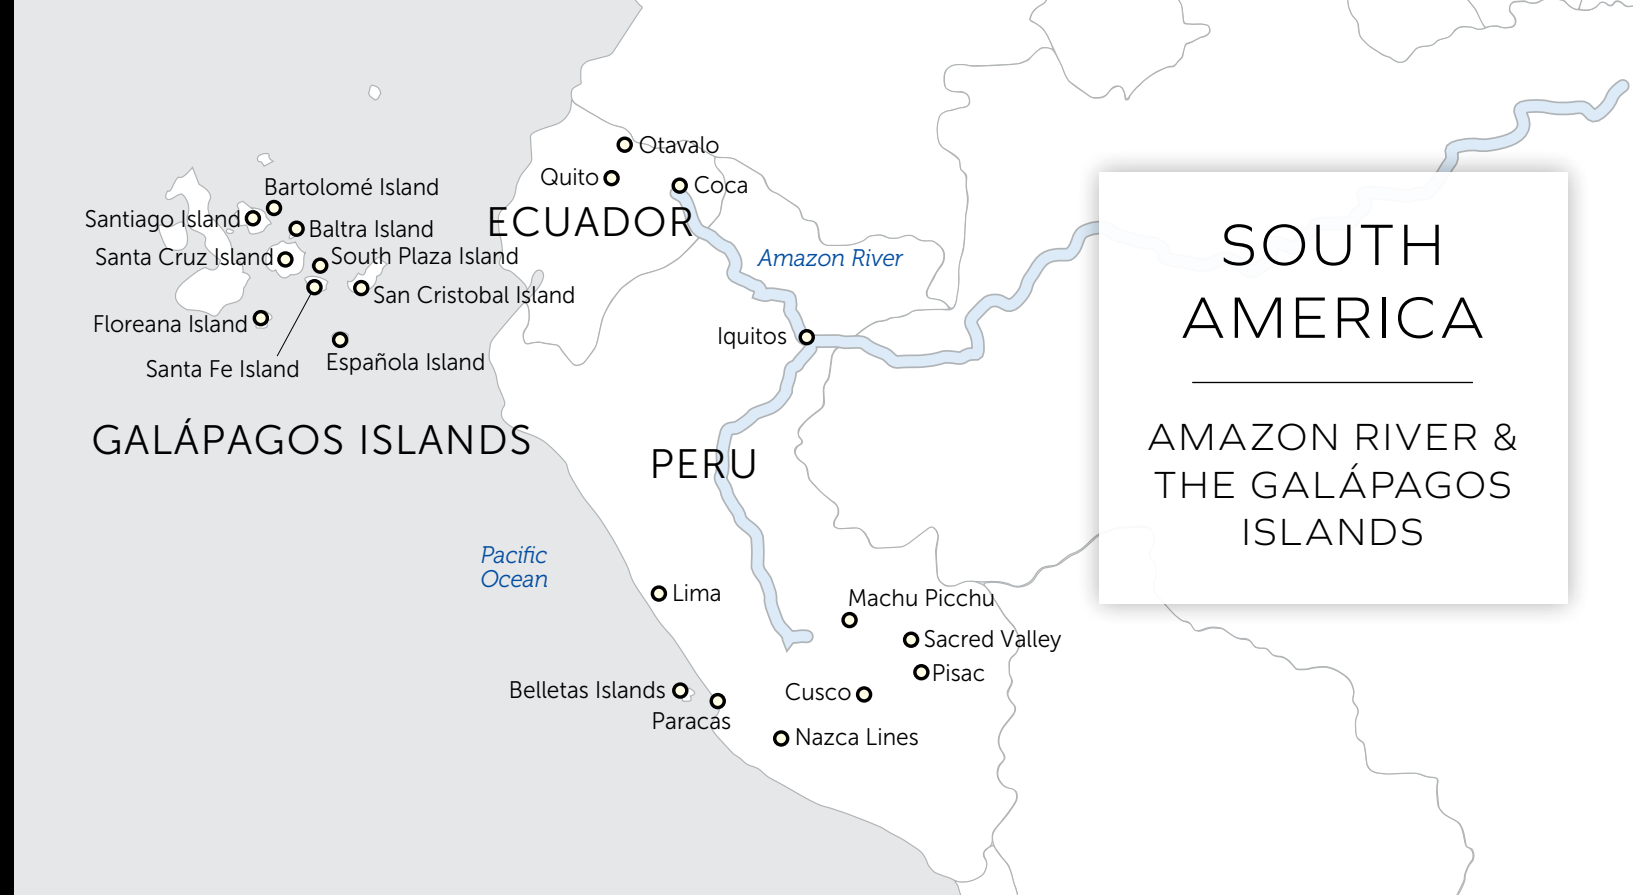 Otavalo
Quito
Coca
ECUADOR
Bartolomé Island
Santiago Island
Baltra Island
Santa Cruz Island
South Plaza Island
San Cristobal Island
Floreana Island
Santa Fe Island
Española Island
GALÁPAGOS ISLANDS
Amazon River
Iquitos
PERU
Pacific
Ocean
Lima
Machu Picchu
Sacred Valley
Pisac
Cusco
Belletas Islands
Paracas
Nazca Lines
SOUTH
AMERICA
AMAZON RIVER &
THE GALÁPAGOS
ISLANDS